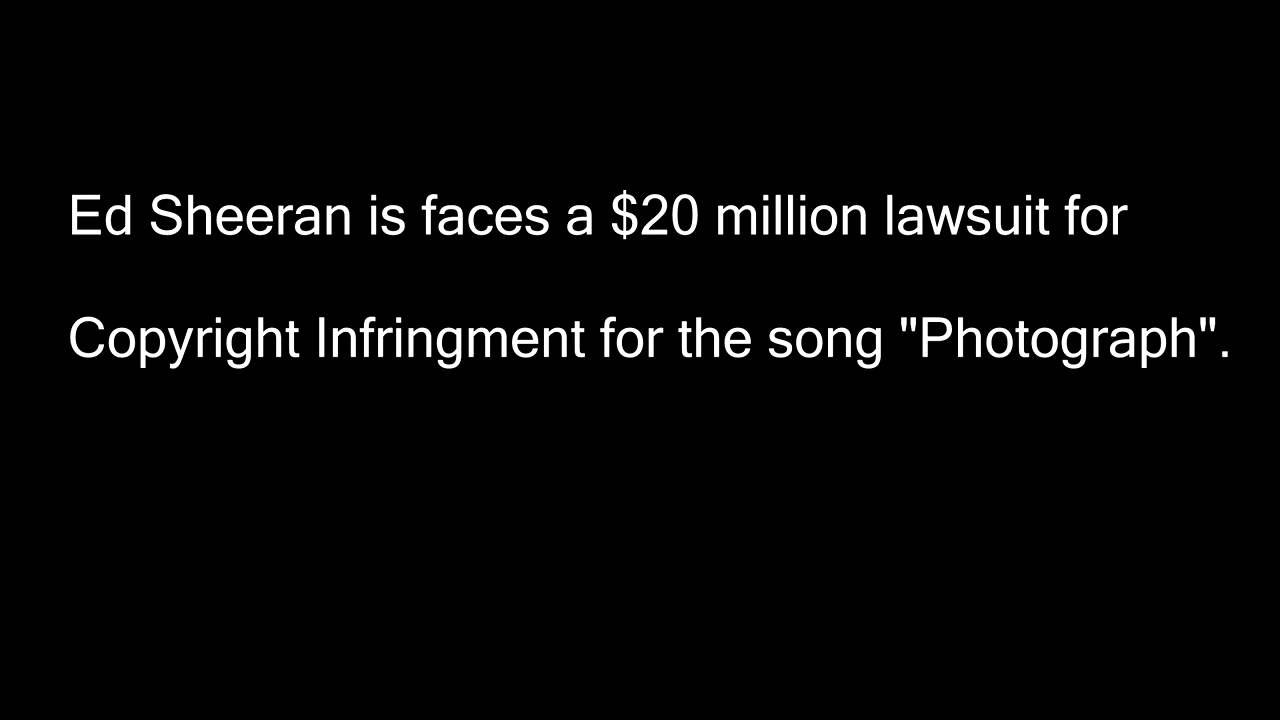 Ed Sheeran is faces a $20 million lawsuit for
Copyright Infringment for the song "Photograph".